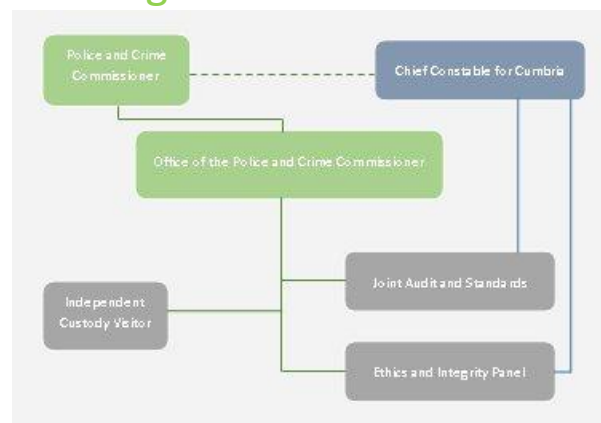 Police and Crime
Commissioner
Chief Constable for Cumbria
Office of the Police and Crime Commissioner
Joint Audit and Standards
Independent
Custody Visitor
Ethics and Integrity Panel